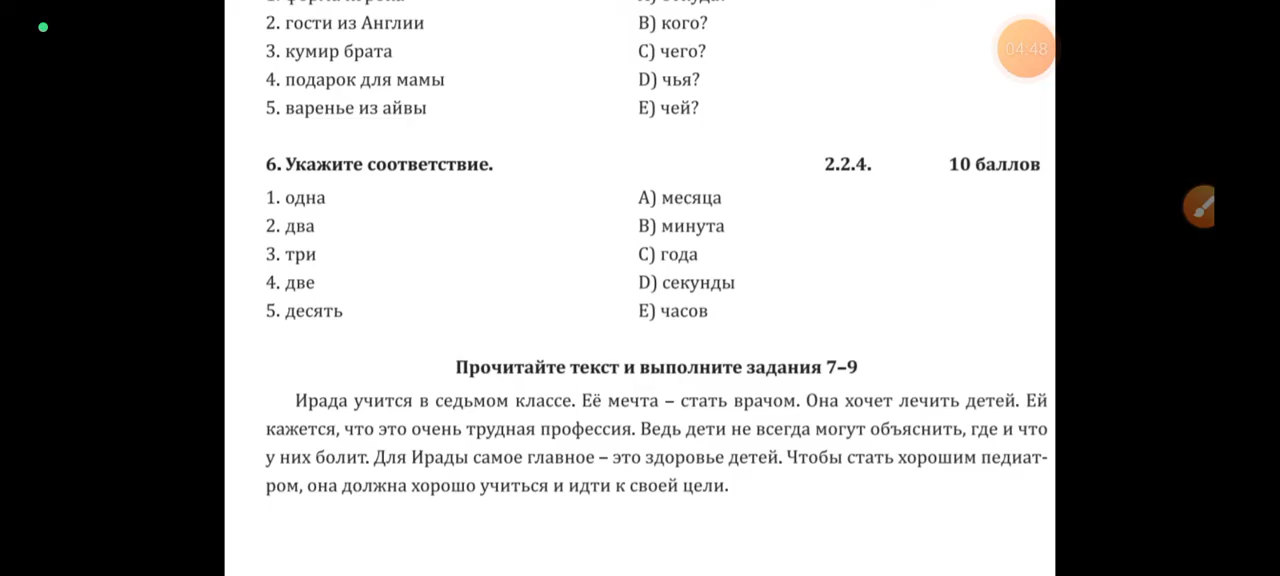 2. гости из Англии B) кого?
04:48
3. кумир брата C) чего?
4. подарок для мамы D) чья?
5. варенье из айвы E) чей?
6. Укажите соответствие. 2.2.4. 10 баллов
1. одна A) месяца
2. два B) минута
3. три C) года
4. две D) секунды
5. десять E) часов
Прочитайте текст и выполните задания 7–9
Ирада учится в седьмом классе. Её мечта – стать врачом. Она хочет лечить детей. Ей
кажется, что это очень трудная профессия. Ведь дети не всегда могут объяснить, где и что
у них болит. Для Ирады самое главное – это здоровье детей. Чтобы стать хорошим педиат-
ром, она должна хорошо учиться и идти к своей цели.